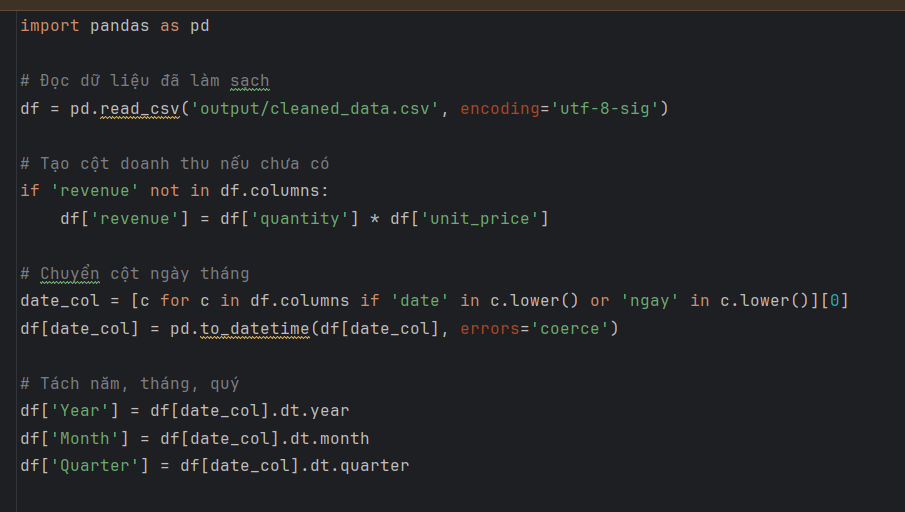 import pandas as pd
# Đọc dữ liệu đã làm sạch
df = pd.read_csv('output/cleaned_data.csv', encoding='utf-8-sig')
# Tạo cột doanh thu nếu chưa có
if 'revenue' not in df.columns:
    df['revenue'] = df['quantity'] * df['unit_price']
# Chuyển cột ngày tháng
date_col = [c for c in df.columns if 'date' in c.lower() or 'ngay' in c.lower()][0]
df[date_col] = pd.to_datetime(df[date_col], errors='coerce')
# Tách năm, tháng, quý
df['Year'] = df[date_col].dt.year
df['Month'] = df[date_col].dt.month
df['Quarter'] = df[date_col].dt.quarter